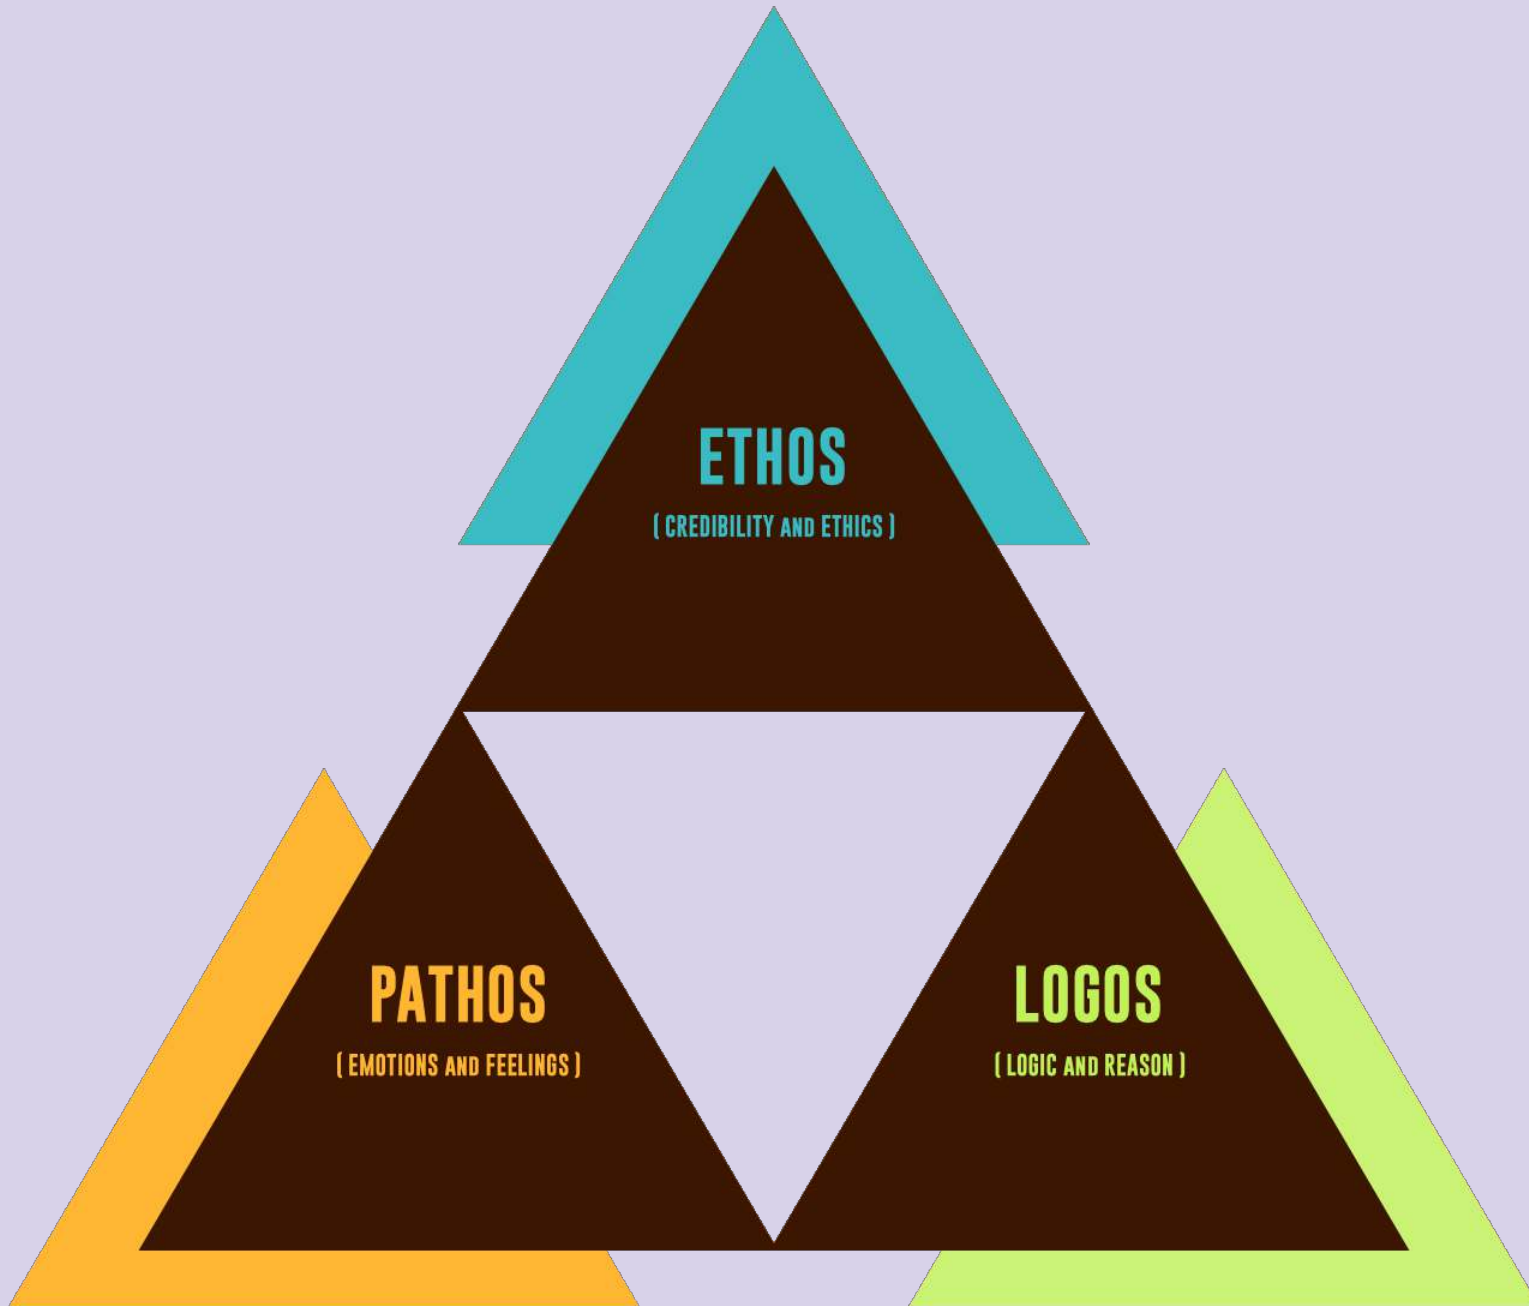 ETHOS
( CREDIBILITY AND ETHICS )
PATHOS
( EMOTIONS AND FEELINGS )
LOGOS
( LOGIC AND REASON )